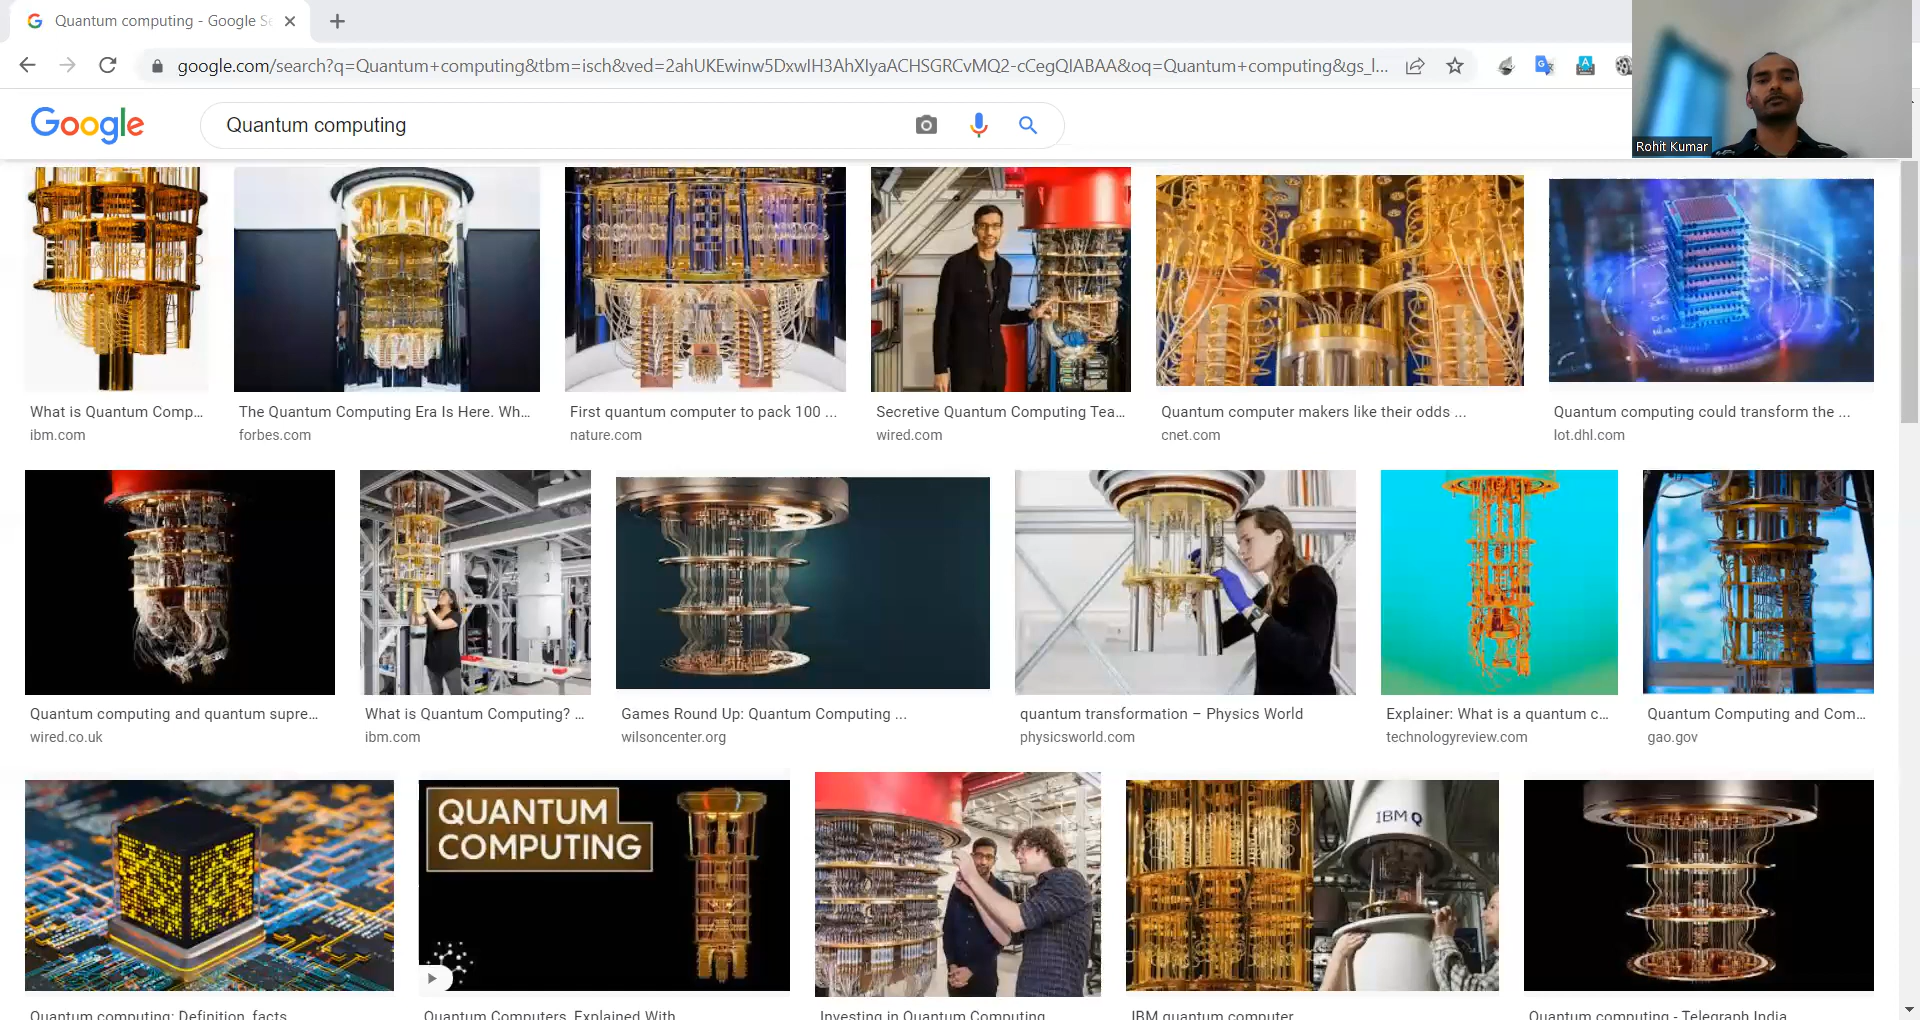 Quantum computing - Google Se
google.com/search?q=Quantum+computing&tbm=isch&ved=2ahUKEwinw5DxwIH3AhXIyaACHSGRCvMQ2-cCegQIABAA&oq=Quantum+computing&gs_l...
Google
Quantum computing
Rohit Kumar
What is Quantum Comp...
ibm.com
The Quantum Computing Era Is Here. Wh...
forbes.com
First quantum computer to pack 100 ...
nature.com
Secretive Quantum Computing Tea...
wired.com
Quantum computer makers like their odds ...
cnet.com
Quantum computing could transform the ...
lot.dhl.com
Quantum computing and quantum supre...
wired.co.uk
What is Quantum Computing? ...
ibm.com
Games Round Up: Quantum Computing ...
wilsoncenter.org
quantum transformation – Physics World
physicsworld.com
Explainer: What is a quantum c...
technologyreview.com
Quantum Computing and Com...
gao.gov
QUANTUM
COMPUTING
IBM Q
Quantum computing: Definition, facts
Quantum Computers, Explained With
Investing in Quantum Computing
IBM quantum computer
Quantum computing - Telegraph India